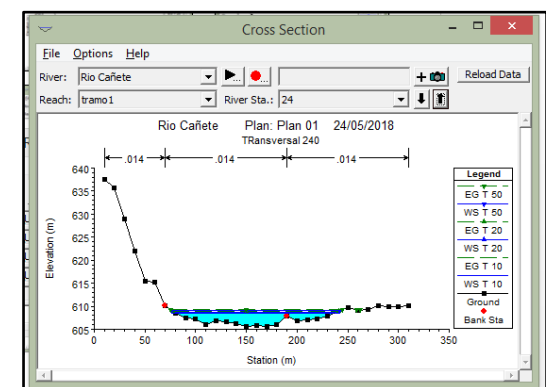 Cross Section
File Options Help
River: Rio Cañete
Reload Data
Reach: tramo1 River Sta.: 24
Rio Cañete Plan: Plan 01 24/05/2018
TRansversal 240
.014 .014 .014
640
635
630
625
620
615
610
605
Elevation (m)
0 50 100 150 200 250 300 350
Station (m)
Legend
EG T 50
WS T 50
EG T 20
WS T 20
EG T 10
WS T 10
Ground
Bank Sta